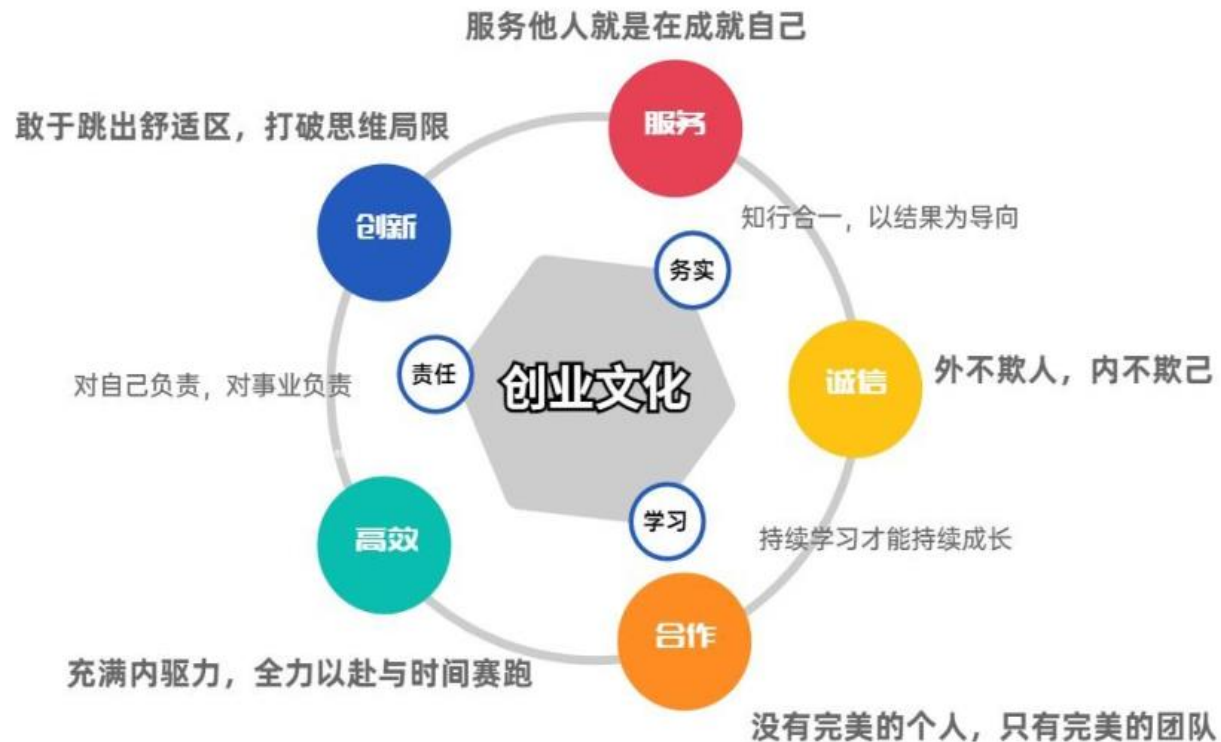 服务他人就是在成就自己
服务
敢于跳出舒适区，打破思维局限
创新
知行合一，以结果为导向
务实
责任
对自己负责，对事业负责
创业文化
诚信
外不欺人，内不欺己
高效
学习
持续学习才能持续成长
合作
充满内驱力，全力以赴与时间赛跑
没有完美的个人，只有完美的团队